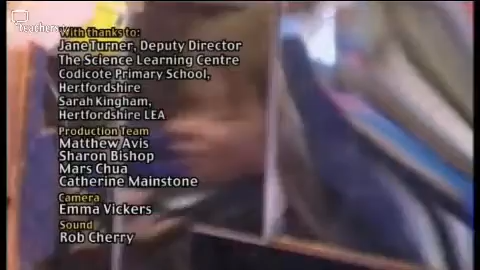 Teachers
With thanks to:
Jane Turner, Deputy Director
The Science Learning Centre
Codicote Primary School,
Hertfordshire
Sarah Kingham,
Hertfordshire LEA
Production Team
Matthew Avis
Sharon Bishop
Mars Chua
Catherine Mainstone
Camera
Emma Vickers
Sound
Rob Cherry